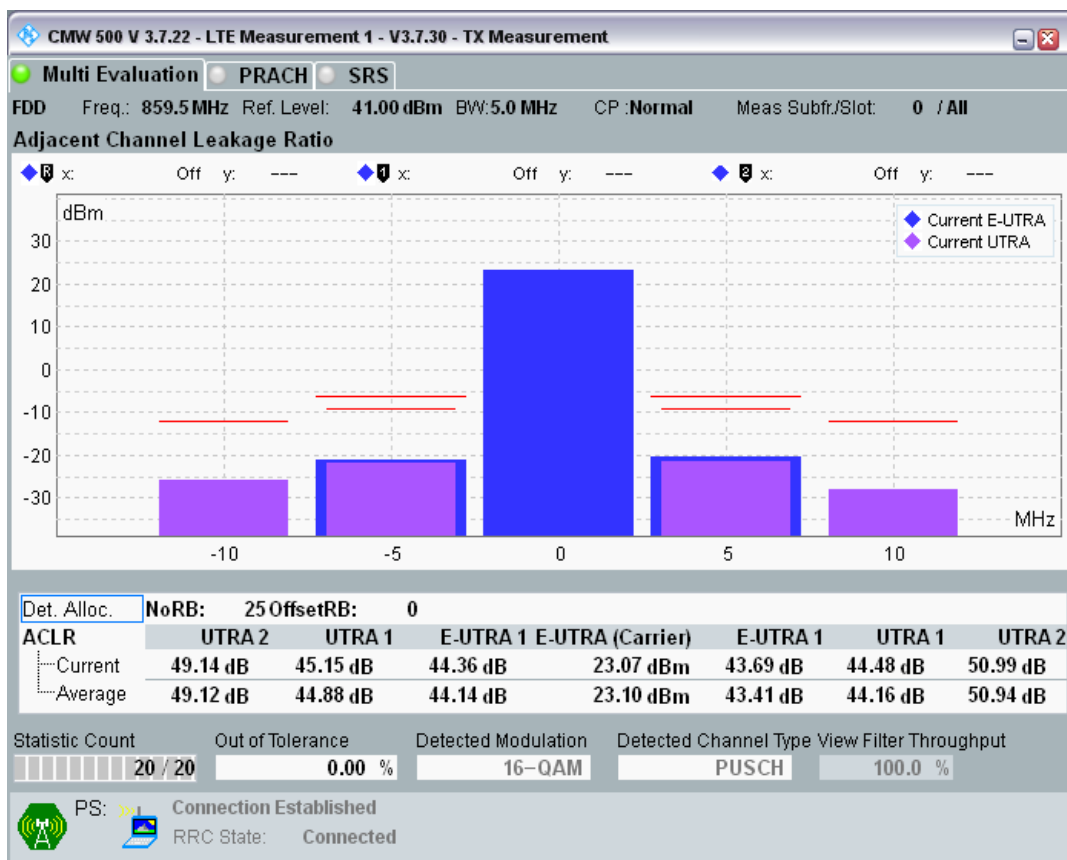 CMW 500 V 3.7.22 - LTE Measurement 1 - V3.7.30 - TX Measurement
Multi Evaluation PRACH SRS
FDD Freq.: 859.5 MHz Ref. Level: 41.00 dBm BW:5.0 MHz CP :Normal Meas Subfr./Slot: 0 / All
Adjacent Channel Leakage Ratio
R x: Off y: --- 1 x: Off y: --- 2 x: Off y: ---
dBm
Current E-UTRA
Current UTRA
30
20
10
0
-10
-20
-30
MHz
-10 -5 0 5 10
Det. Alloc. NoRB: 25 OffsetRB: 0
ACLR UTRA 2 UTRA 1 E-UTRA 1 E-UTRA (Carrier) E-UTRA 1 UTRA 1 UTRA 2
Current 49.14 dB 45.15 dB 44.36 dB 23.07 dBm 43.69 dB 44.48 dB 50.99 dB
Average 49.12 dB 44.88 dB 44.14 dB 23.10 dBm 43.41 dB 44.16 dB 50.94 dB
Statistic Count Out of Tolerance Detected Modulation Detected Channel Type View Filter Throughput
20 / 20 0.00 % 16-QAM PUSCH 100.0 %
PS: Connection Established
RRC State: Connected